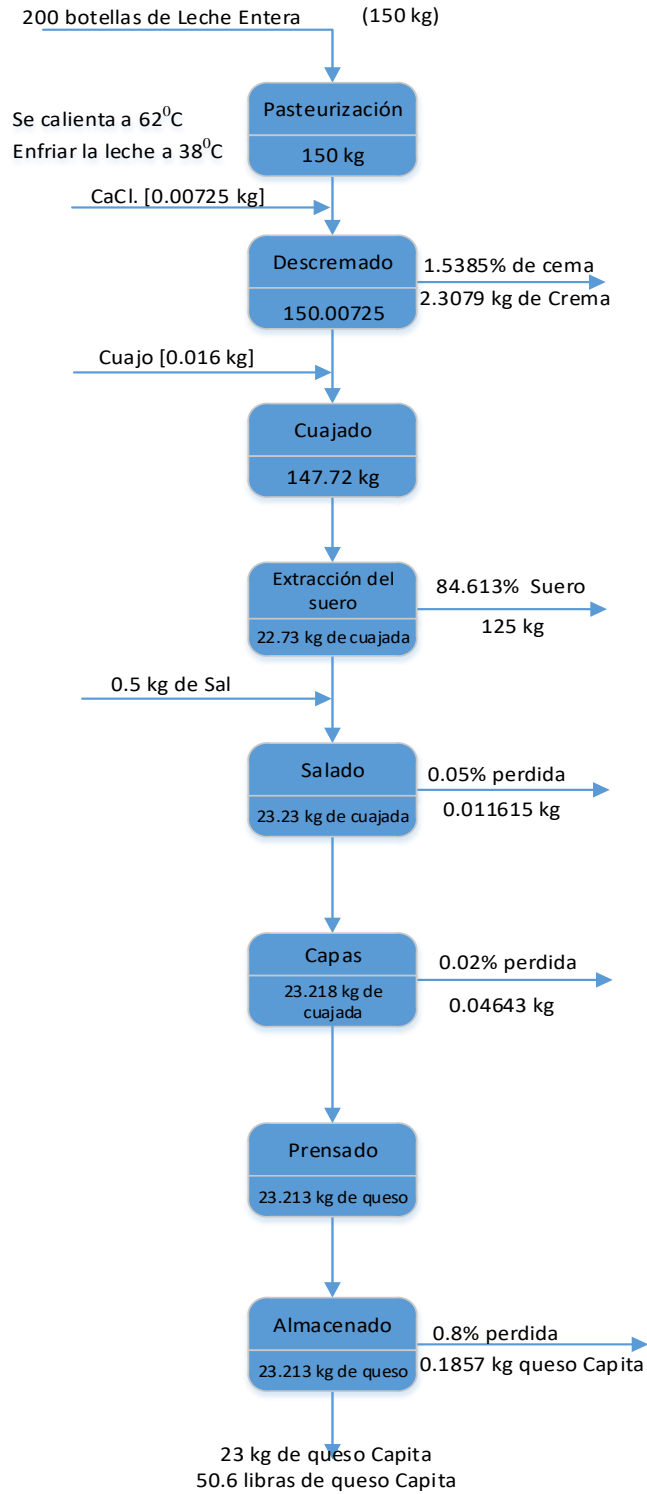 200 botellas de Leche Entera (150 kg)
Pasteurización
150 kg
Se calienta a 62⁰C
Enfriar la leche a 38⁰C
CaCl. [0.00725 kg]
Descremado
150.00725
1.5385% de cema
2.3079 kg de Crema
Cuajo [0.016 kg]
Cuajado
147.72 kg
Extracción del
suero
22.73 kg de cuajada
84.613% Suero
125 kg
0.5 kg de Sal
Salado
23.23 kg de cuajada
0.05% perdida
0.011615 kg
Capas
23.218 kg de
cuajada
0.02% perdida
0.04643 kg
Prensado
23.213 kg de queso
Almacenado
23.213 kg de queso
0.8% perdida
0.1857 kg queso Capita
23 kg de queso Capita
50.6 libras de queso Capita